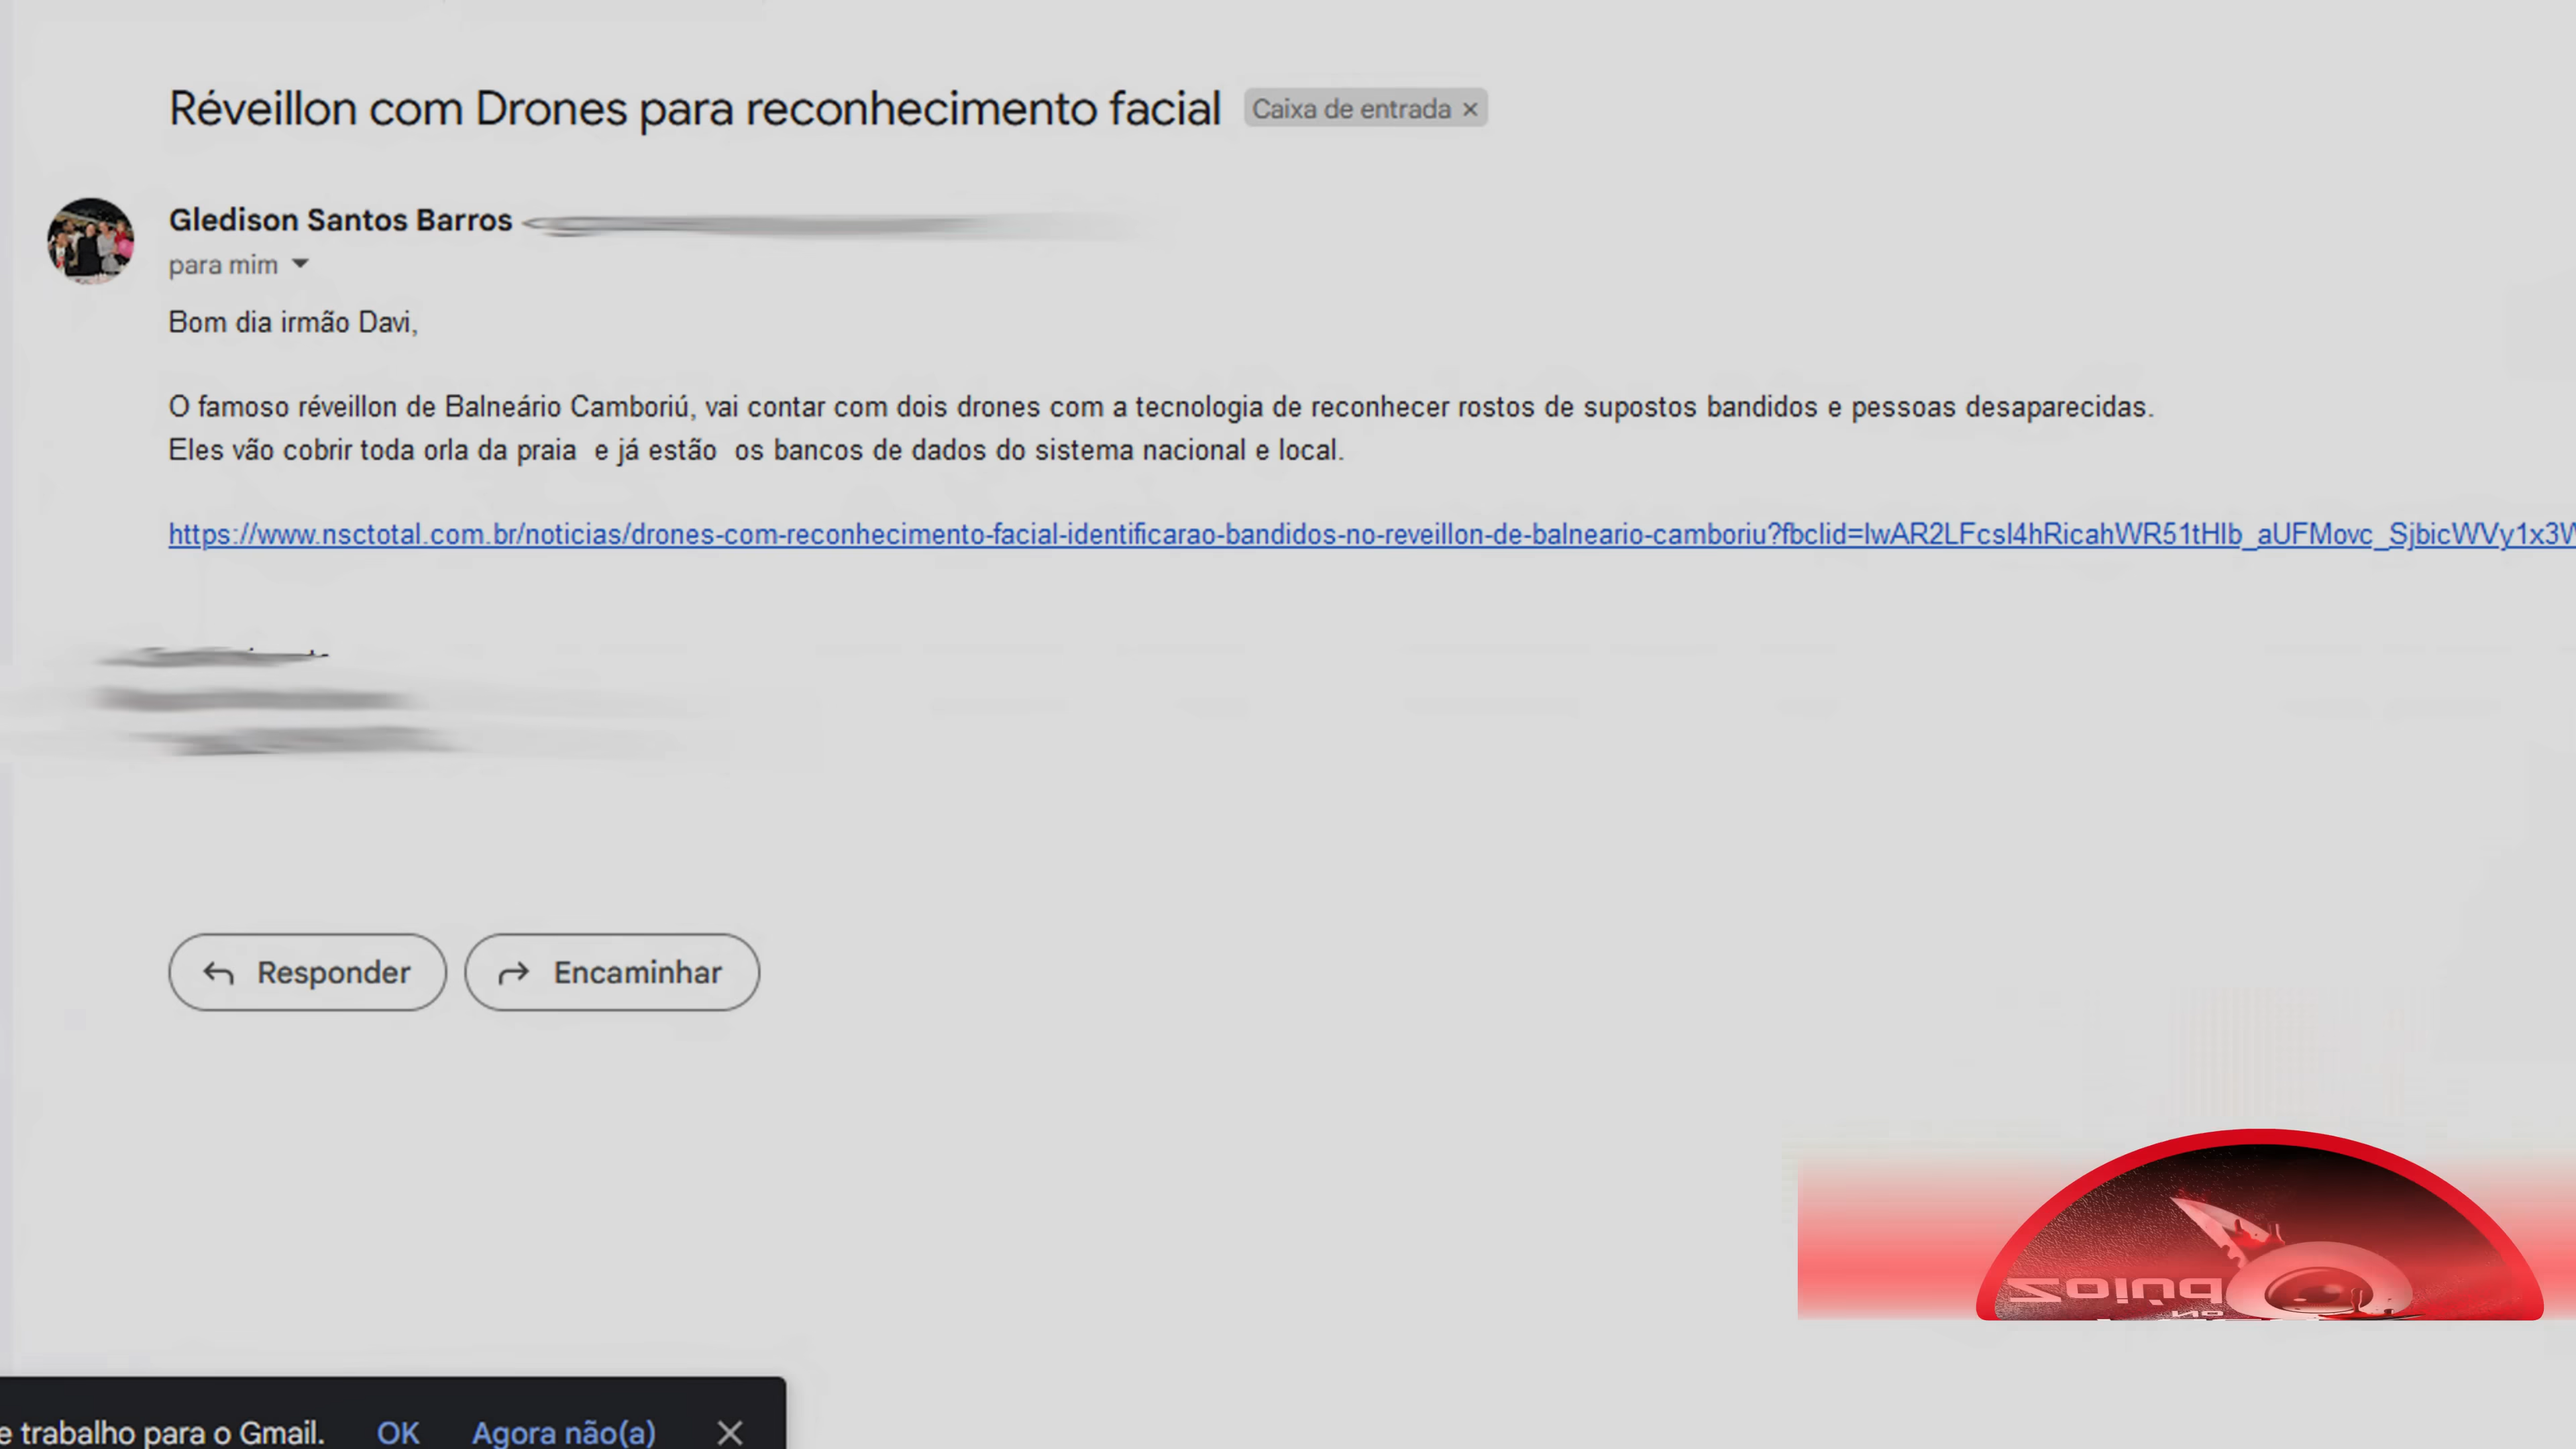 Réveillon com Drones para reconhecimento facial Caixa de entrada ×
Gledison Santos Barros
para mim
Bom dia irmão Davi,
O famoso réveillon de Balneário Camboriú, vai contar com dois drones com a tecnologia de reconhecer rostos de supostos bandidos e pessoas desaparecidas.
Eles vão cobrir toda orla da praia e já estão os bancos de dados do sistema nacional e local.
https://www.nsctotal.com.br/noticias/drones-com-reconhecimento-facial-identificarao-bandidos-no-reveillon-de-balneario-camboriu?fbclid=IwAR2LFcsI4hRicahWR51tHlb_aUFMovc_SjbicWVy1x3W
Responder Encaminhar
e trabalho para o Gmail. OK Agora não(a)